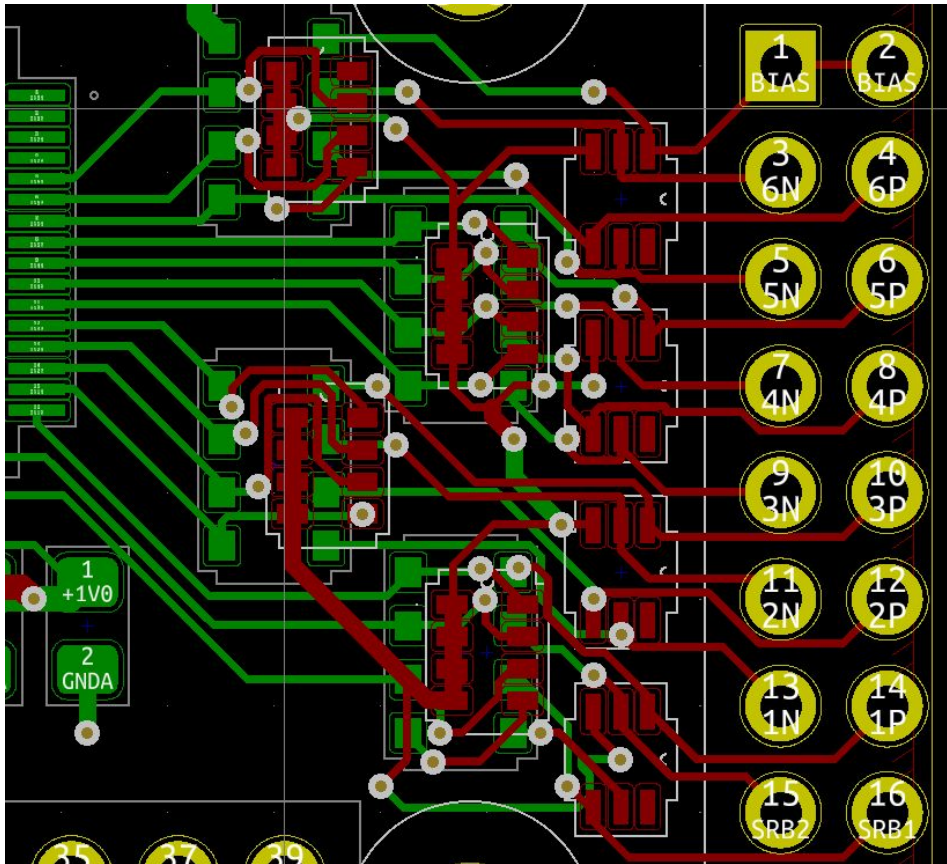 1 2
BIAS BIAS
3 4
6N 6P
5 6
5N 5P
7 8
4N 4P
9 10
3N 3P
1 11 12
+1V0 2N 2P
2
GNDA
13 14
1N 1P
15 16
SRB2 SRB1
35 37 39